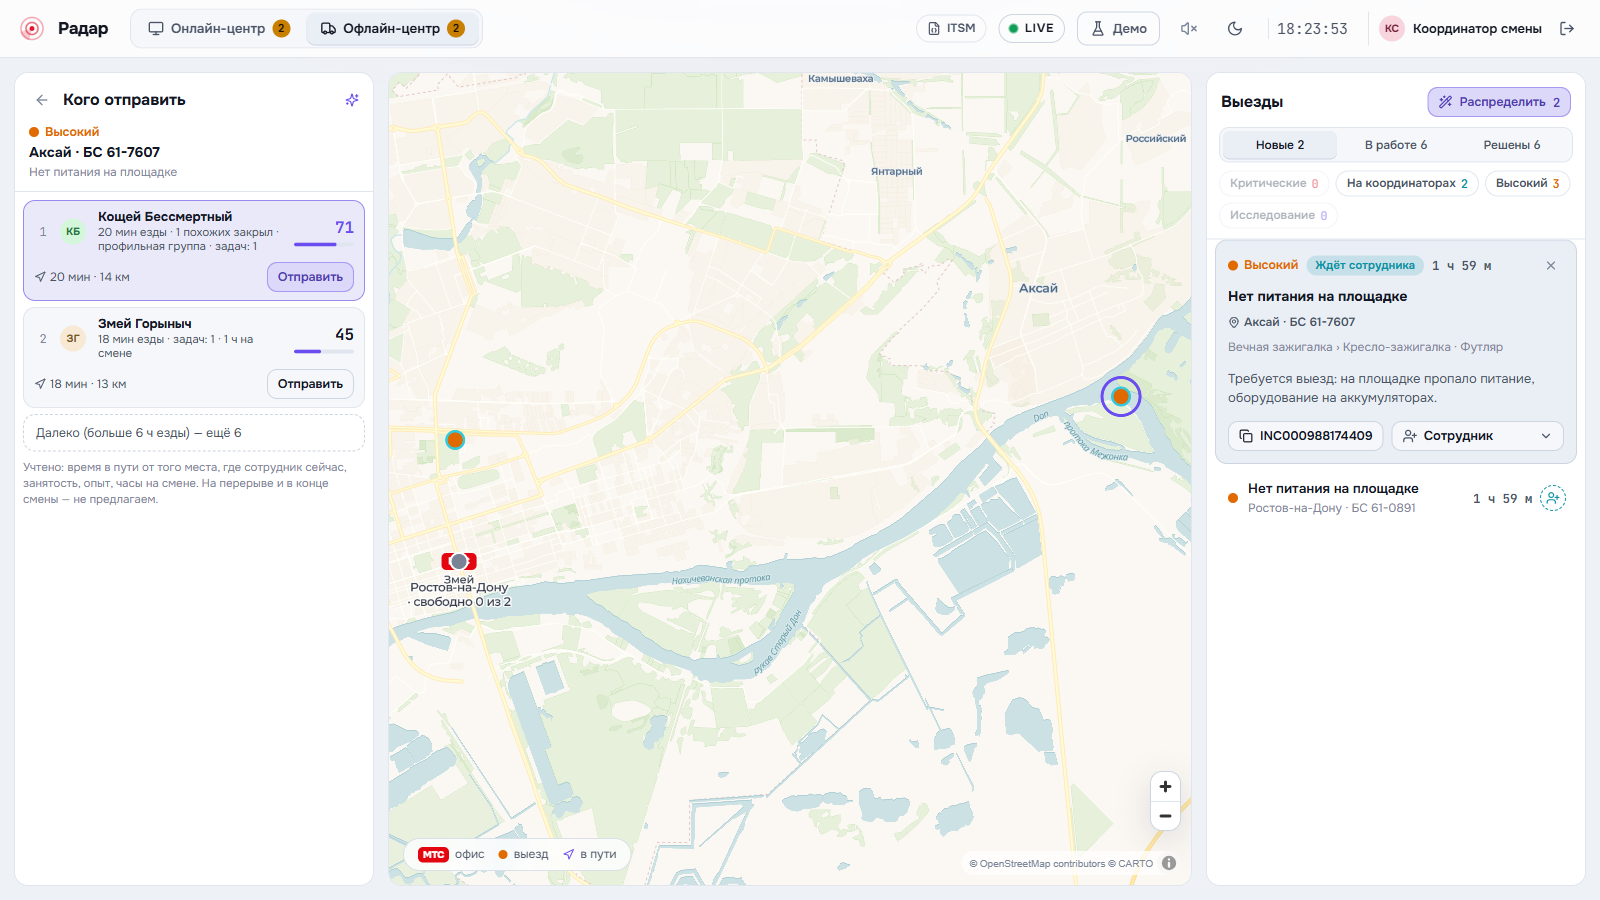 Радар
Онлайн-центр 2
Офлайн-центр 2
ITSM
LIVE
Демо
18:23:53
КС
Координатор смены
Кого отправить
Высокий
Аксай · БС 61-7607
Нет питания на площадке
1
КБ
Кощей Бессмертный
20 мин езды · 1 похожих закрыл ·
профильная группа · задач: 1
71
20 мин · 14 км
Отправить
2
ЗГ
Змей Горыныч
18 мин езды · задач: 1 · 1 ч на
смене
45
18 мин · 13 км
Отправить
Далеко (больше 6 ч езды) — ещё 6
Учтено: время в пути от того места, где сотрудник сейчас,
занятость, опыт, часы на смене. На перерыве и в конце
смены — не предлагаем.
Камышеваха
Российский
Янтарный
Аксай
Дон
протока Межонка
Нахичеванская протока
рукав Старый Дон
Змей
Ростов-на-Дону
· свободно 0 из 2
МТС офис
выезд
в пути
+
−
© OpenStreetMap contributors © CARTO
Выезды
Распределить 2
Новые 2
В работе 6
Решены 6
Критические 0
На координаторах 2
Высокий 3
Исследование 0
Высокий
Ждёт сотрудника
1 ч 59 м
Нет питания на площадке
Аксай · БС 61-7607
Вечная зажигалка › Кресло-зажигалка · Футляр
Требуется выезд: на площадке пропало питание,
оборудование на аккумуляторах.
INC000988174409
Сотрудник
Нет питания на площадке
Ростов-на-Дону · БС 61-0891
1 ч 59 м